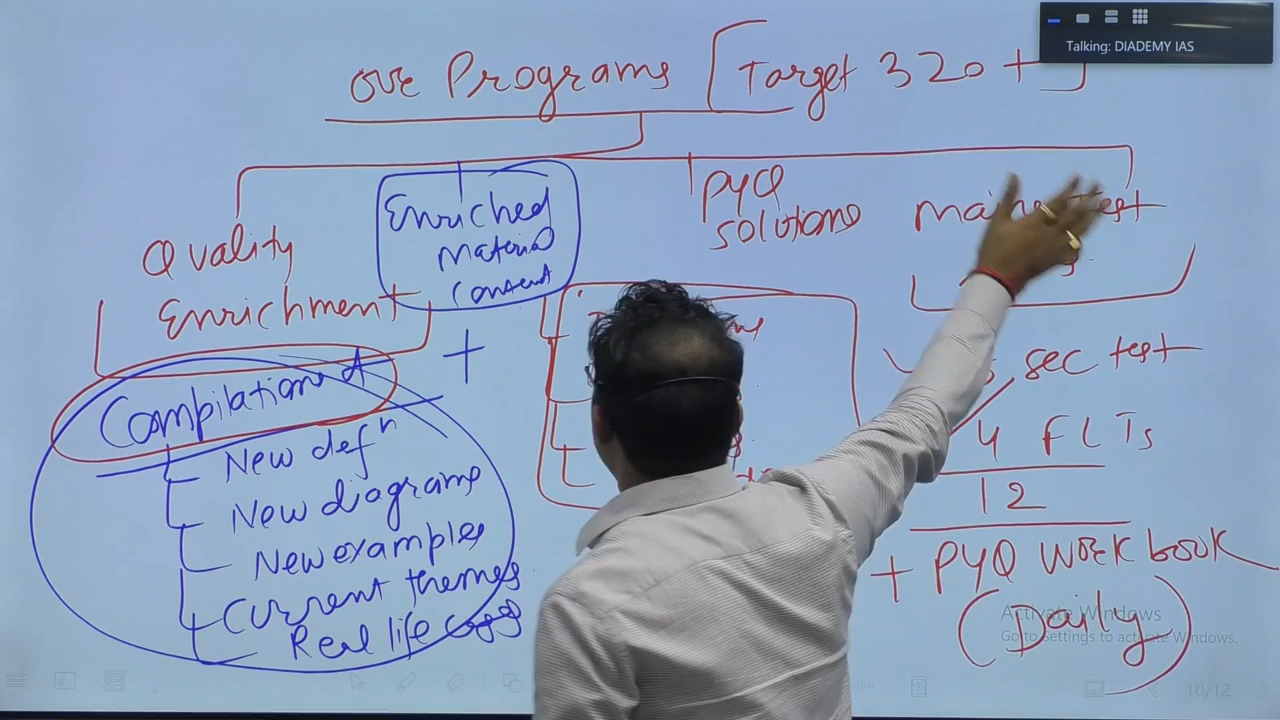 Talking: DIADEMY IAS
OUR Programs [Target 320+]
Quality
Enrichment
Enriched
material
content
PYQ
solutions
mains test
Compilation of
New defn
New diagrams
New examples
Current themes
Real life
+
sec test
4 FLTs
12
+ PYQ WORK book
(Daily)
Activate Windows
Go to Settings to activate Windows.
10/12